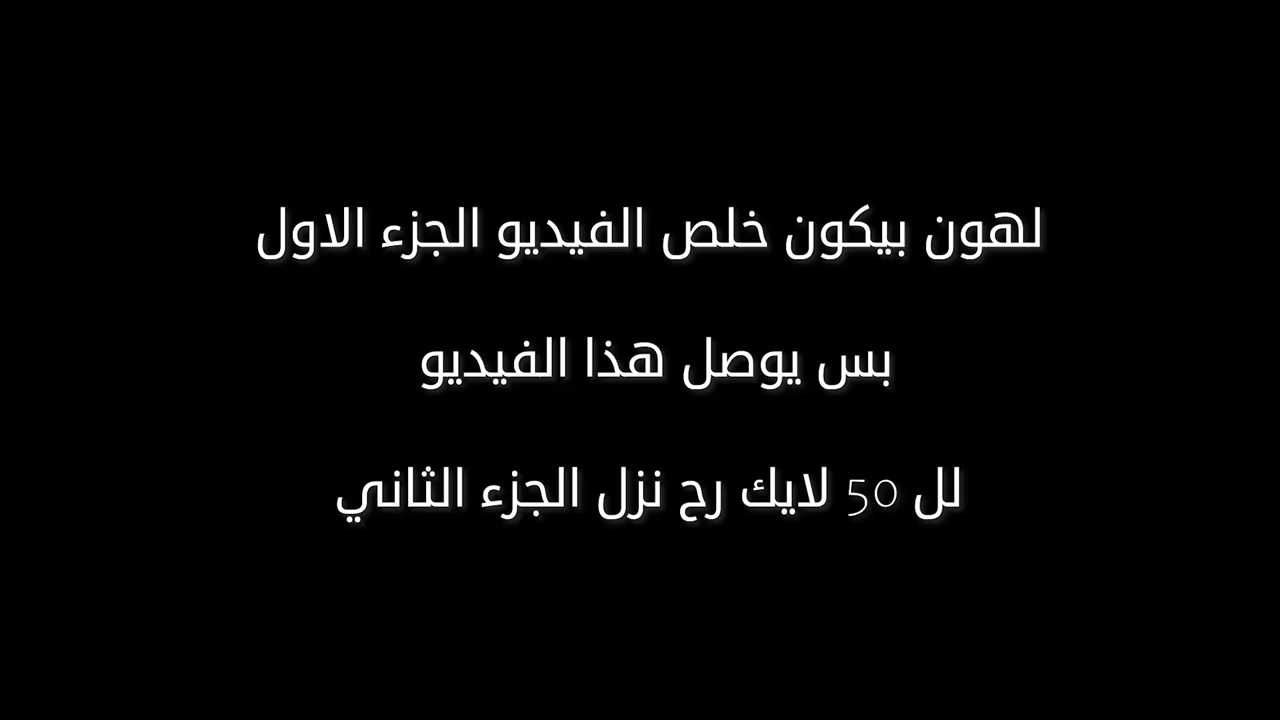 لهون بيكون خلص الفيديو الجزء الاول
بس يوصل هذا الفيديو
لل 50 لايك رح نزل الجزء الثاني